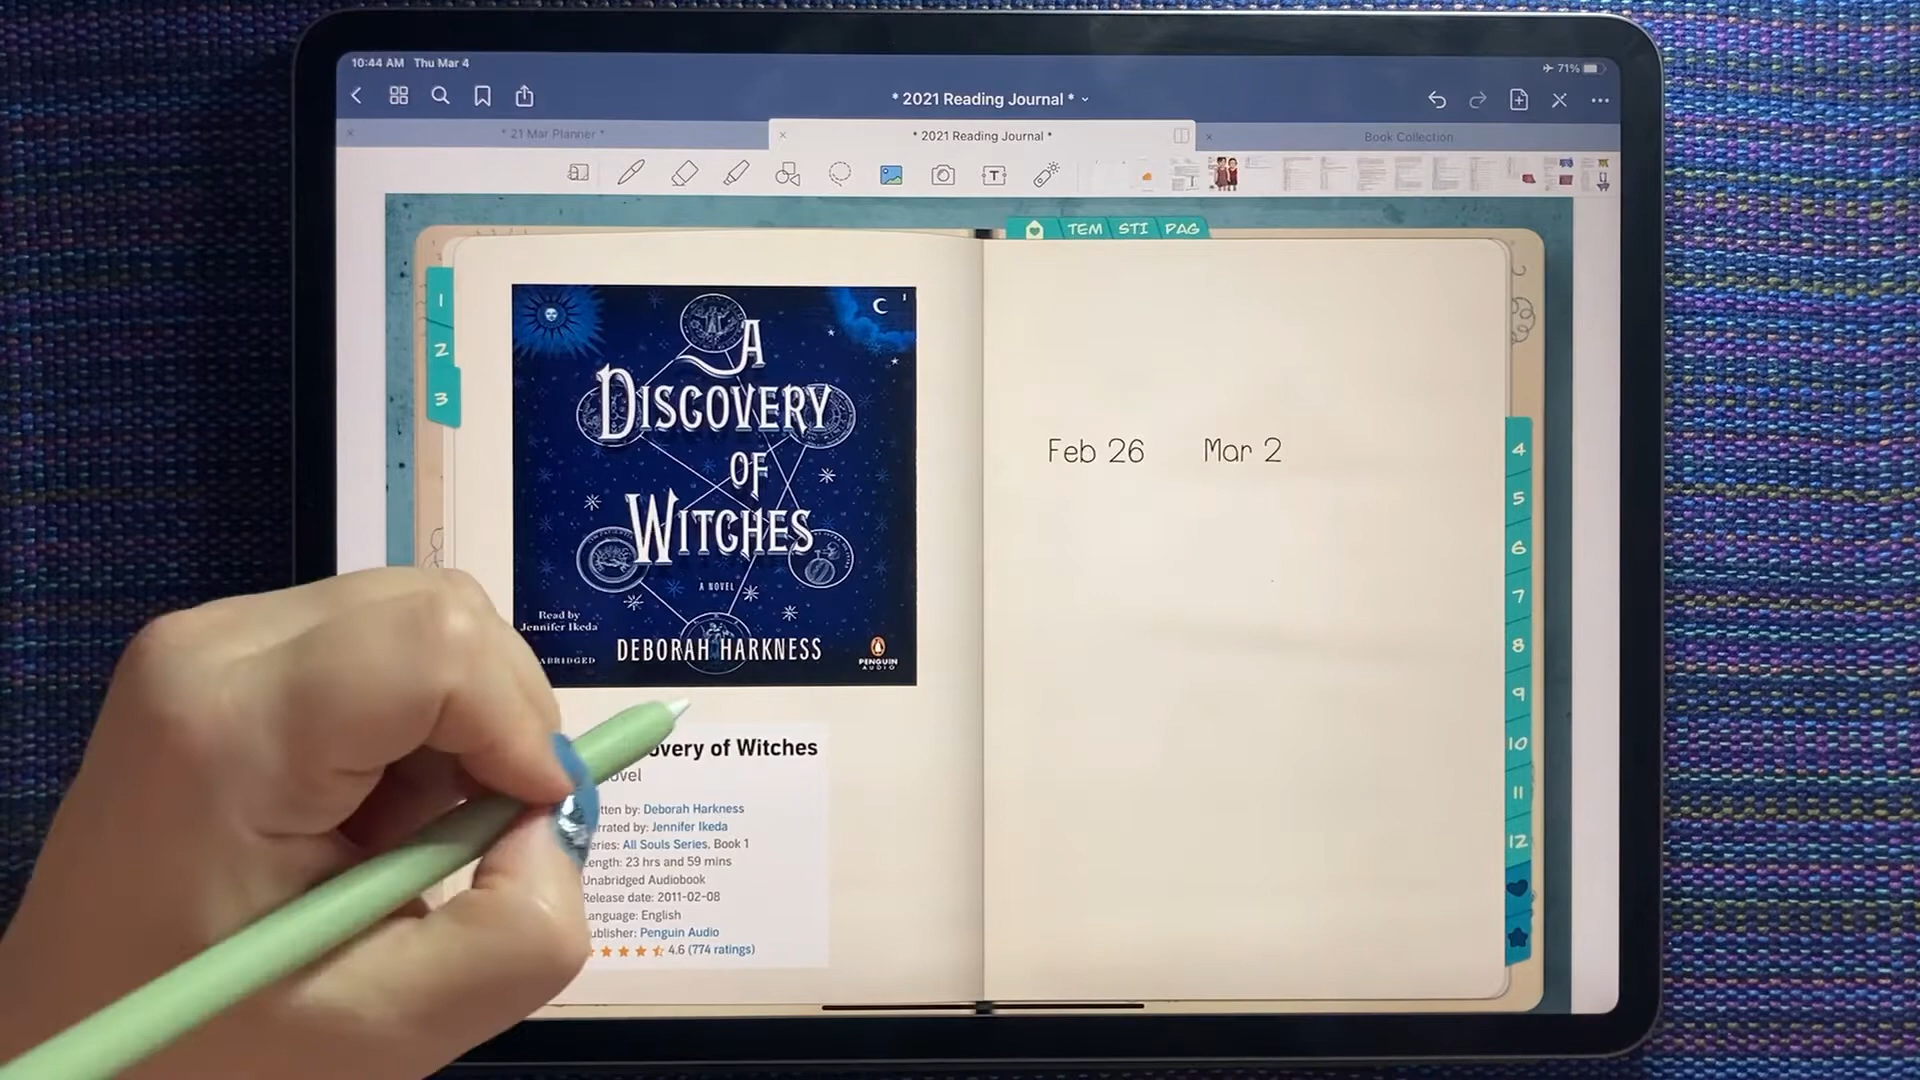 10:44 AM Thu Mar 4
71%
* 2021 Reading Journal *
* 21 Mar Planner *
* 2021 Reading Journal *
Book Collection
T
TEM STI PAG
1
2
3
A
DISCOVERY
OF
WITCHES
A NOVEL
Read by
Jennifer Ikeda
ABRIDGED
DEBORAH HARKNESS
PENGUIN
AUDIO
overy of Witches
ovel
tten by: Deborah Harkness
rrated by: Jennifer Ikeda
eries: All Souls Series, Book 1
ength: 23 hrs and 59 mins
Unabridged Audiobook
Release date: 2011-02-08
anguage: English
ublisher: Penguin Audio
4.6 (774 ratings)
Feb 26 Mar 2
4
5
6
7
8
9
10
11
12